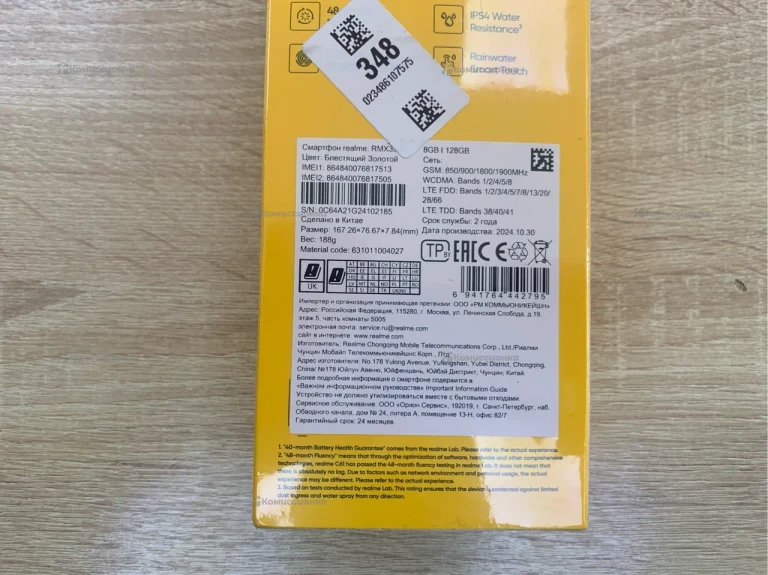 48
IP54 Water
Resistance³
Rainwater
Smart Touch
348
023486107575
Комиссионка
Комиссионка
Смартфон realme: 8GB | 128GB
Цвет: Блестящий Золотой
Сеть:
IMEI1: 864840076817513
GSM: 850/900/1800/1900MHz
IMEI2: 864840076817505
WCDMA: Bands 1/2/4/5/8
LTE FDD: Bands 1/2/3/4/5/7/8/13/20/
28/66
S/N: 0C64A21G24102185
LTE TDD: Bands 38/40/41
Сделано в Китае
Срок службы: 2 года
Размер: 167.26×76.67×7.84(mm)
Дата производства: 2024.10.30
Вес: 188g
Material code: 631011004027
TP BY EAC CE
UK
6 941764 442795
Импортер и организация принимающая претензии: ООО «РМ КОММЬЮНИКЕЙШН»
Адрес: Российская Федерация, 115280, г. Москва, ул. Ленинская Слобода, д.19,
этаж 5, часть комнаты 5005
электронная почта: service.ru@realme.com
сайт в интернете: www.realme.com
Изготовитель: Realme Chongqing Mobile Telecommunications Corp., Ltd./Риалми
Чунцин Мобайл Телекоммьюникейшнс Корп., Лтд.
Адрес изготовителя: No 178 Yulong Avenue, Yufengshan, Yubei District, Chongqing,
China/ №178 Юйлун Авеню, Юйфеншань, Юйбэй Дистрикт, Чунцин, Китай
Более подробная информация о смартфоне содержится в
«Важном информационном руководстве» Important Information Guide
Устройство не должно утилизироваться вместе с бытовыми отходами.
Сервисное обслуживание: ООО «Орион Сервис», 192019, г. Санкт-Петербург, наб.
Обводного канала, дом № 24, литера А, помещение 13-Н, офис 82/7
Гарантийный срок: 24 месяцев.
Комиссионка
1. "40-month Battery Health Guarantee" comes from the realme Lab. Please refer to the actual experience.
2. "48-month Fluency" means that through the optimization of software, hardware and other comprehensive
technologies, realme C61 has passed the 48-month fluency testing in realme Lab. It does not mean that
there is absolutely no lag. Due to factors such as network environment and personal usage, the actual
experience may be different. Please refer to the actual experience.
3. Based on tests conducted by realme Lab. This rating ensures that the device is protected against limited
dust ingress and water spray from any direction.
Комиссионка